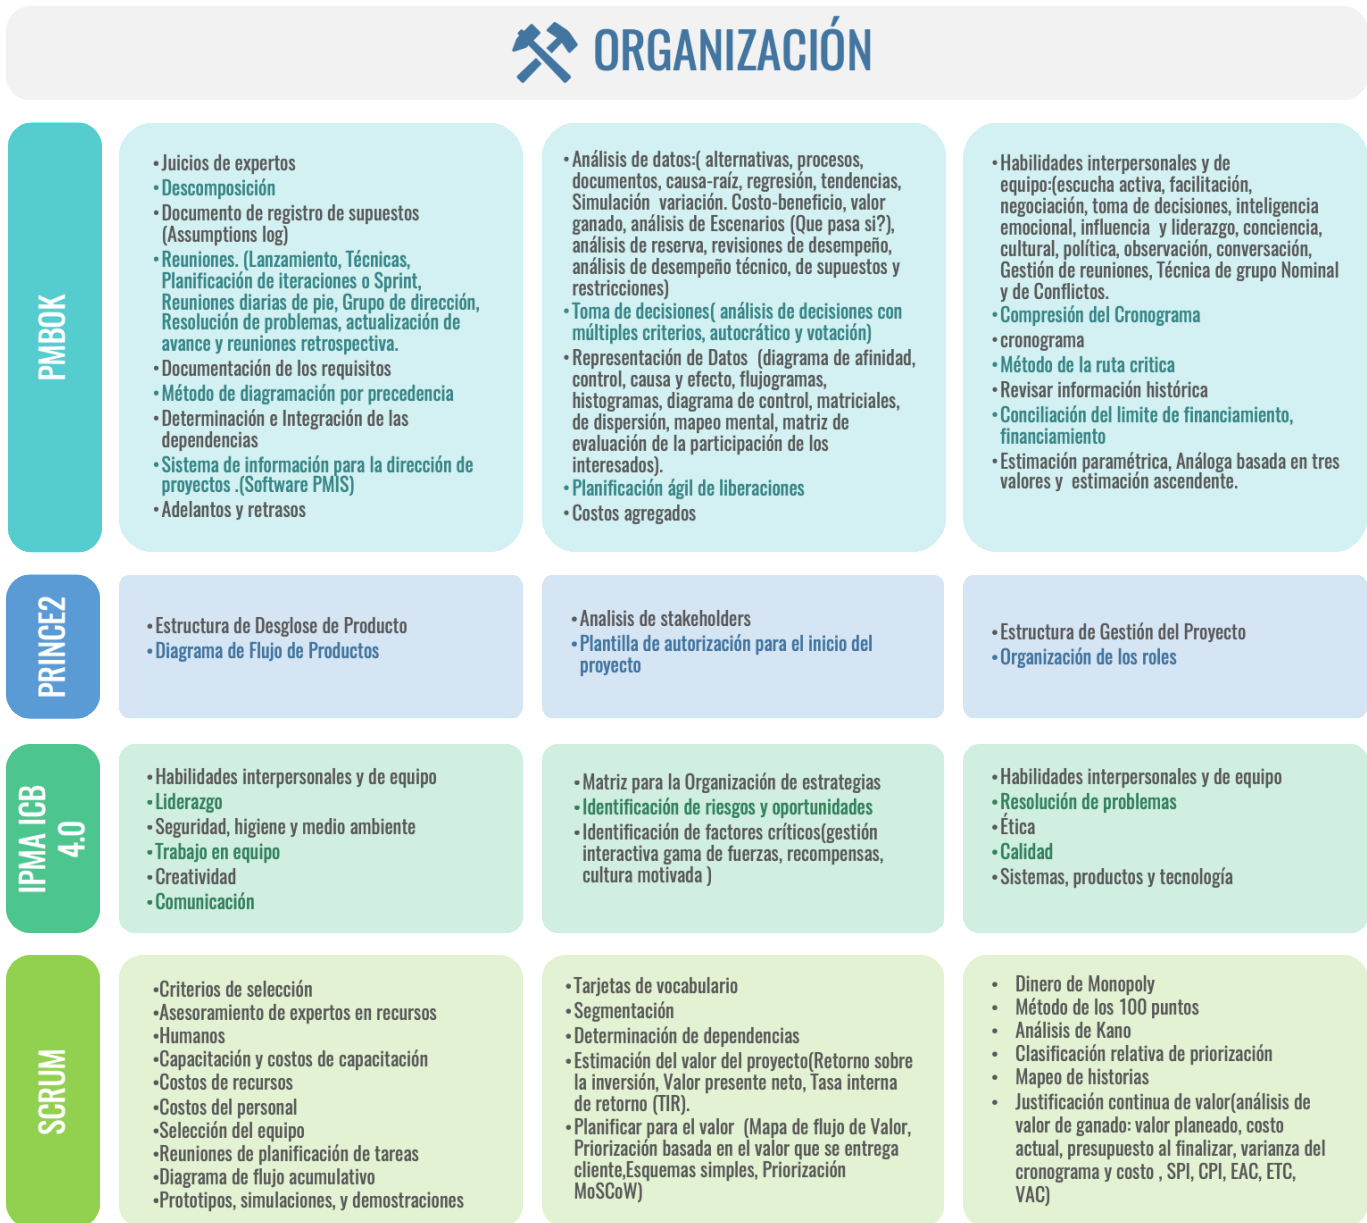 ORGANIZACIÓN
PMBOK
•Juicios de expertos
•Descomposición
•Documento de registro de supuestos
(Assumptions log)
•Reuniones. (Lanzamiento, Técnicas,
Planificación de iteraciones o Sprint,
Reuniones diarias de pie, Grupo de dirección,
Resolución de problemas, actualización de
avance y reuniones retrospectiva.
•Documentación de los requisitos
•Método de diagramación por precedencia
•Determinación e Integración de las
dependencias
•Sistema de información para la dirección de
proyectos .(Software PMIS)
•Adelantos y retrasos
•Análisis de datos:( alternativas, procesos,
documentos, causa-raíz, regresión, tendencias,
Simulación variación. Costo-beneficio, valor
ganado, análisis de Escenarios (Que pasa si?),
análisis de reserva, revisiones de desempeño,
análisis de desempeño técnico, de supuestos y
restricciones)
•Toma de decisiones( análisis de decisiones con
múltiples criterios, autocrático y votación)
•Representación de Datos (diagrama de afinidad,
control, causa y efecto, flujogramas,
histogramas, diagrama de control, matriciales,
de dispersión, mapeo mental, matriz de
evaluación de la participación de los
interesados).
•Planificación ágil de liberaciones
•Costos agregados
•Habilidades interpersonales y de
equipo:(escucha activa, facilitación,
negociación, toma de decisiones, inteligencia
emocional, influencia y liderazgo, conciencia,
cultural, política, observación, conversación,
Gestión de reuniones, Técnica de grupo Nominal
y de Conflictos.
•Compresión del Cronograma
•cronograma
•Método de la ruta critica
•Revisar información histórica
•Conciliación del limite de financiamiento,
financiamiento
•Estimación paramétrica, Análoga basada en tres
valores y estimación ascendente.
PRINCE2
•Estructura de Desglose de Producto
•Diagrama de Flujo de Productos
•Analisis de stakeholders
•Plantilla de autorización para el inicio del
proyecto
•Estructura de Gestión del Proyecto
•Organización de los roles
IPMA ICB
4.0
•Habilidades interpersonales y de equipo
•Liderazgo
•Seguridad, higiene y medio ambiente
•Trabajo en equipo
•Creatividad
•Comunicación
•Matriz para la Organización de estrategias
•Identificación de riesgos y oportunidades
•Identificación de factores críticos(gestión
interactiva gama de fuerzas, recompensas,
cultura motivada )
•Habilidades interpersonales y de equipo
•Resolución de problemas
•Ética
•Calidad
•Sistemas, productos y tecnología
SCRUM
•Criterios de selección
•Asesoramiento de expertos en recursos
•Humanos
•Capacitación y costos de capacitación
•Costos de recursos
•Costos del personal
•Selección del equipo
•Reuniones de planificación de tareas
•Diagrama de flujo acumulativo
•Prototipos, simulaciones, y demostraciones
•Tarjetas de vocabulario
•Segmentación
•Determinación de dependencias
•Estimación del valor del proyecto(Retorno sobre
la inversión, Valor presente neto, Tasa interna
de retorno (TIR).
•Planificar para el valor (Mapa de flujo de Valor,
Priorización basada en el valor que se entrega
cliente,Esquemas simples, Priorización
MoSCoW)
• Dinero de Monopoly
• Método de los 100 puntos
• Análisis de Kano
• Clasificación relativa de priorización
• Mapeo de historias
• Justificación continua de valor(análisis de
valor de ganado: valor planeado, costo
actual, presupuesto al finalizar, varianza del
cronograma y costo , SPI, CPI, EAC, ETC,
VAC)